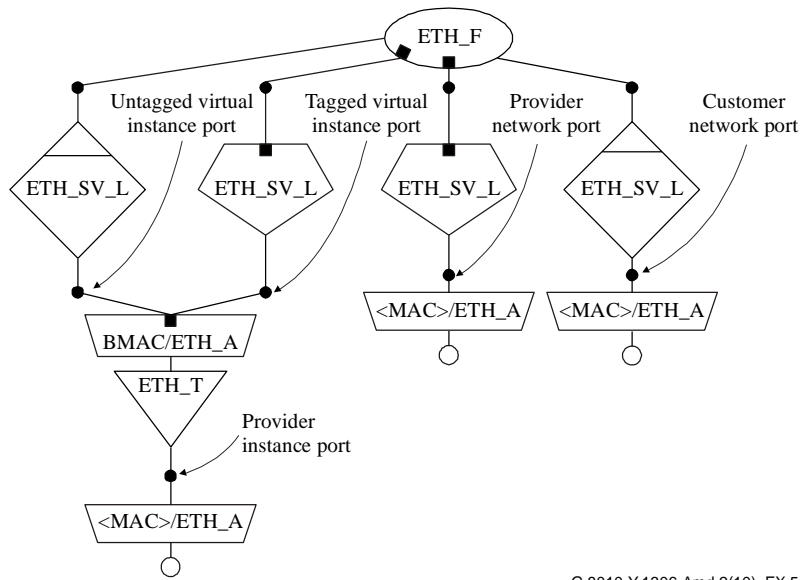 ETH_F
Untagged virtual
instance port
Tagged virtual
instance port
Provider
network port
Customer
network port
ETH_SV_L
ETH_SV_L
ETH_SV_L
ETH_SV_L
<MAC>/ETH_A
<MAC>/ETH_A
BMAC/ETH_A
ETH_T
Provider
instance port
<MAC>/ETH_A